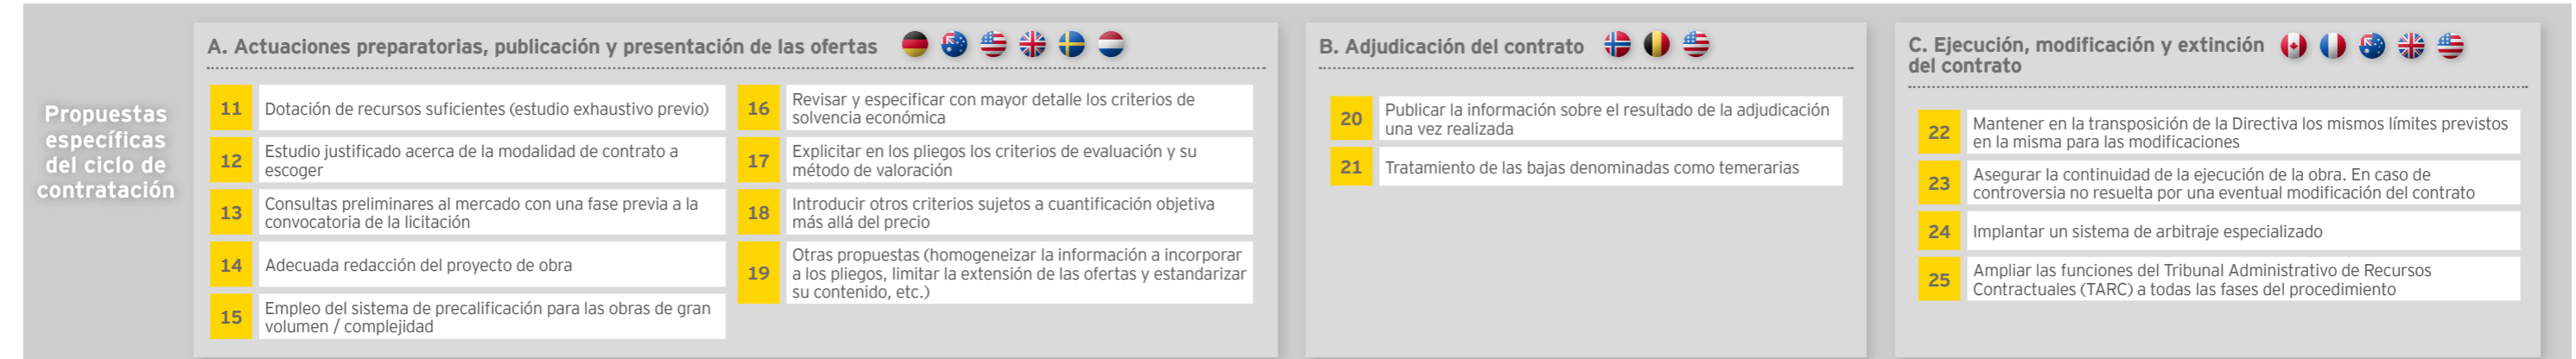 Propuestas
específicas
del ciclo de
contratación
A. Actuaciones preparatorias, publicación y presentación de las ofertas
11
Dotación de recursos suficientes (estudio exhaustivo previo)
12
Estudio justificado acerca de la modalidad de contrato a
escoger
13
Consultas preliminares al mercado con una fase previa a la
convocatoria de la licitación
14
Adecuada redacción del proyecto de obra
15
Empleo del sistema de precalificación para las obras de gran
volumen / complejidad
16
Revisar y especificar con mayor detalle los criterios de
solvencia económica
17
Explicitar en los pliegos los criterios de evaluación y su
método de valoración
18
Introducir otros criterios sujetos a cuantificación objetiva
más allá del precio
19
Otras propuestas (homogeneizar la información a incorporar
a los pliegos, limitar la extensión de las ofertas y estandarizar
su contenido, etc.)
B. Adjudicación del contrato
20
Publicar la información sobre el resultado de la adjudicación
una vez realizada
21
Tratamiento de las bajas denominadas como temerarias
C. Ejecución, modificación y extinción
del contrato
22
Mantener en la transposición de la Directiva los mismos límites previstos
en la misma para las modificaciones
23
Asegurar la continuidad de la ejecución de la obra. En caso de
controversia no resuelta por una eventual modificación del contrato
24
Implantar un sistema de arbitraje especializado
25
Ampliar las funciones del Tribunal Administrativo de Recursos
Contractuales (TARC) a todas las fases del procedimiento